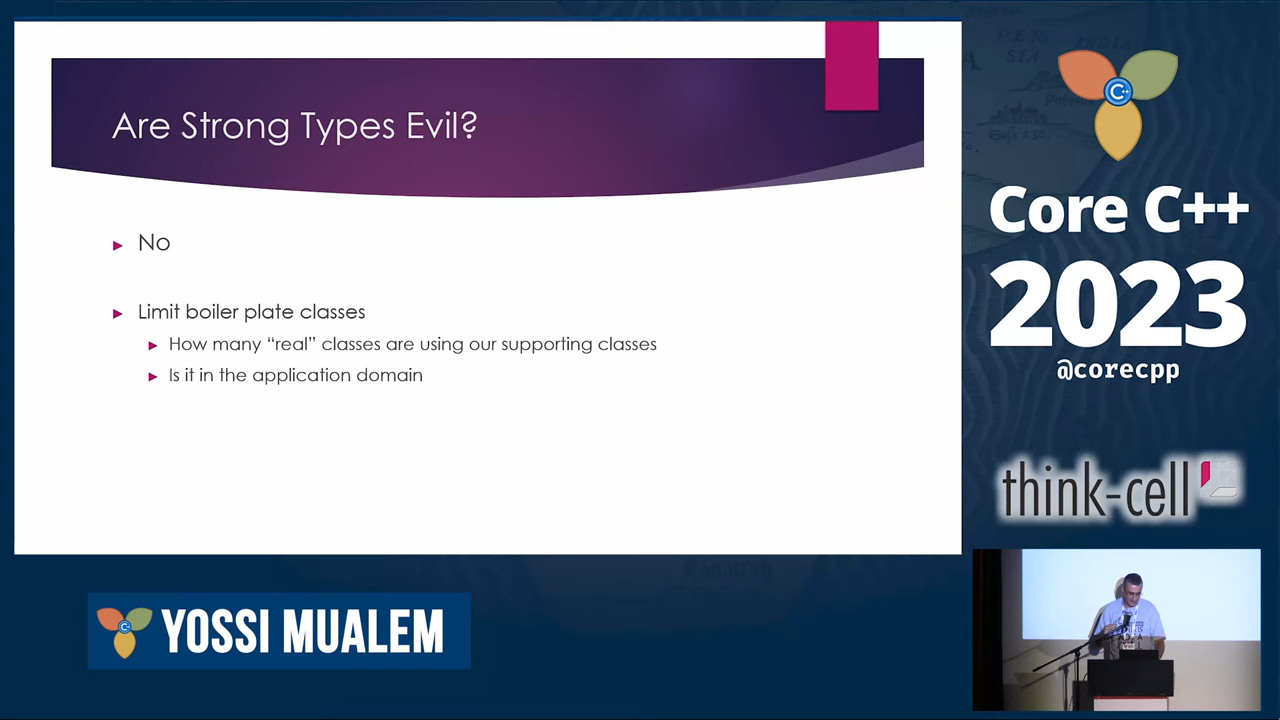 Are Strong Types Evil?
No
Limit boiler plate classes
How many “real” classes are using our supporting classes
Is it in the application domain
C++
Core C++
2023
@corecpp
think-cell
YOSSI MUALEM